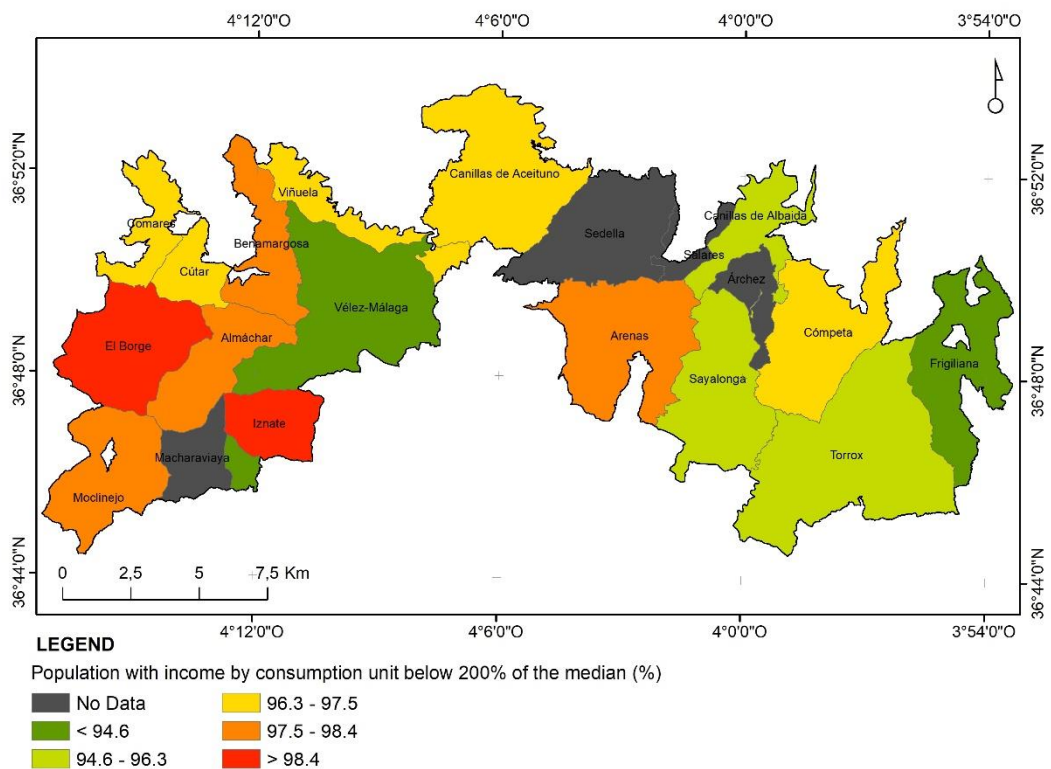 4°12'0"O 4°6'0"O 4°0'0"O 3°54'0"O
36°52'0"N 36°52'0"N
Canillas de Aceituno
Viñuela
Canillas de Albaida
Comares
Sedella
Benamargosa
Salares
Cútar
Árchez
Vélez-Málaga
Almáchar Arenas Cómpeta
El Borge
Frigiliana
36°48'0"N 36°48'0"N
Sayalonga
Iznate
Macharaviaya Torrox
Moclinejo
0 2,5 5 7,5 Km
36°44'0"N 36°44'0"N
4°12'0"O 4°6'0"O 4°0'0"O 3°54'0"O
LEGEND
Population with income by consumption unit below 200% of the median (%)
No Data 96.3 - 97.5
< 94.6 97.5 - 98.4
94.6 - 96.3 > 98.4